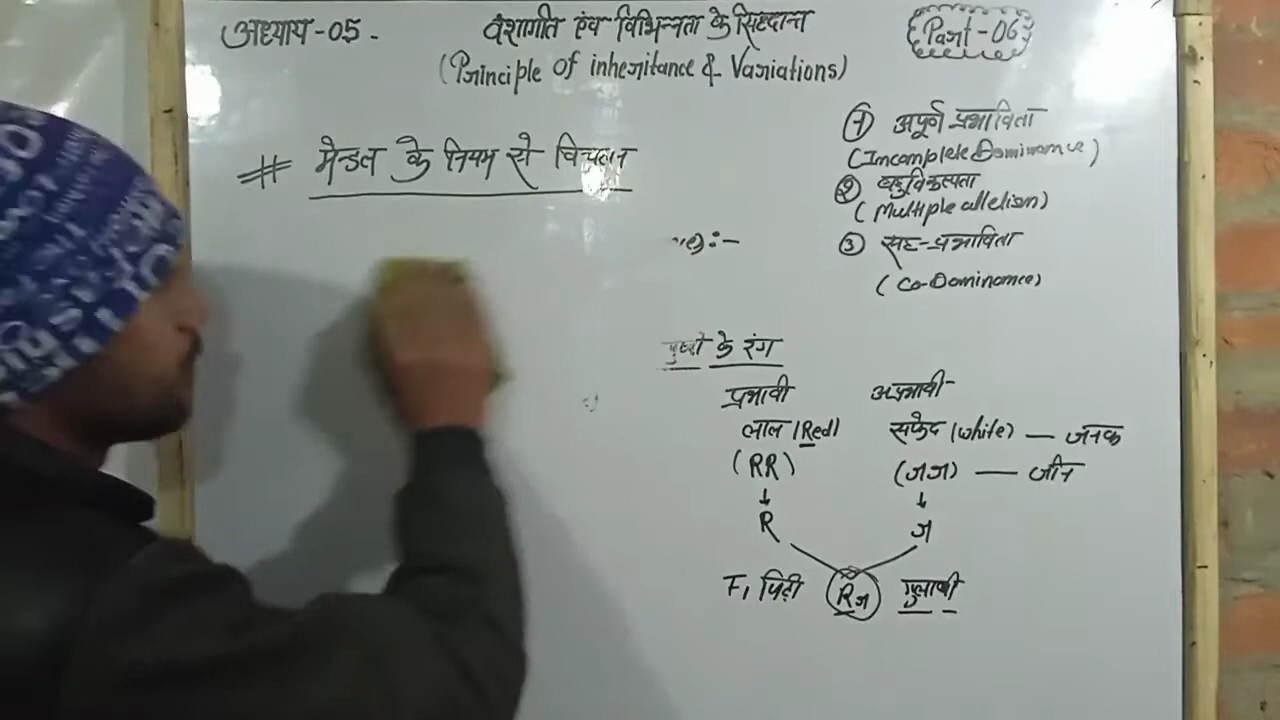 अध्याय -05.
वंशागति एंव विभिन्नता के सिद्दान्त
(Principle of inheritance & Variations)
Part - 06
# मेन्डल के नियम से विचलन
① अपूर्ण प्रभाविता
(Incomplete Dominance)
② बहुविकल्पता
(Multiple allelism)
③ सह-प्रभाविता
(Co-Dominance)
पुष्पों के रंग
प्रभावी अप्रभावी-
लाल (Red) सफेद (White) — जनक
(RR) (rr) — जीन
↓ ↓
R r
F1 पिढ़ी Rr गुलाबी